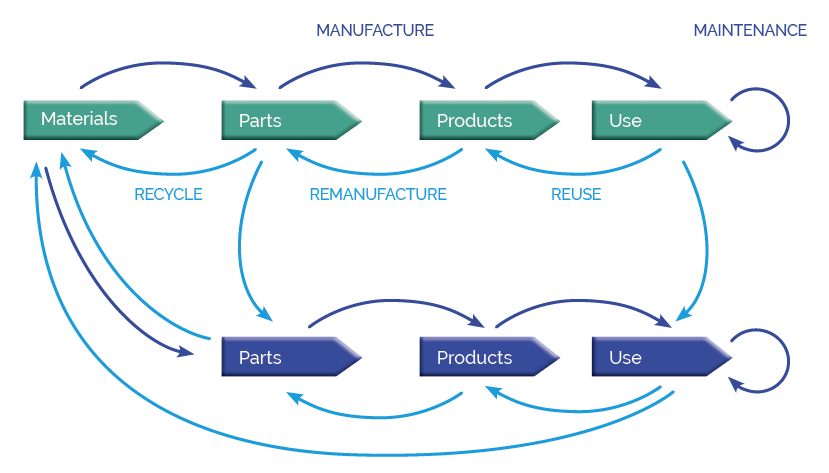 MANUFACTURE
MAINTENANCE
Materials
Parts
Products
Use
RECYCLE
REMANUFACTURE
REUSE
Parts
Products
Use